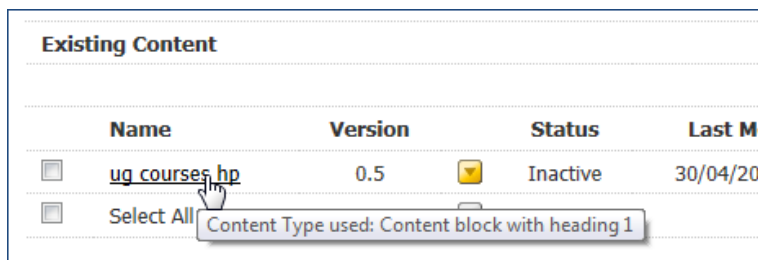 Existing Content
Name Version Status Last M
ug courses hp 0.5 Inactive 30/04/20
Select All
Content Type used: Content block with heading 1